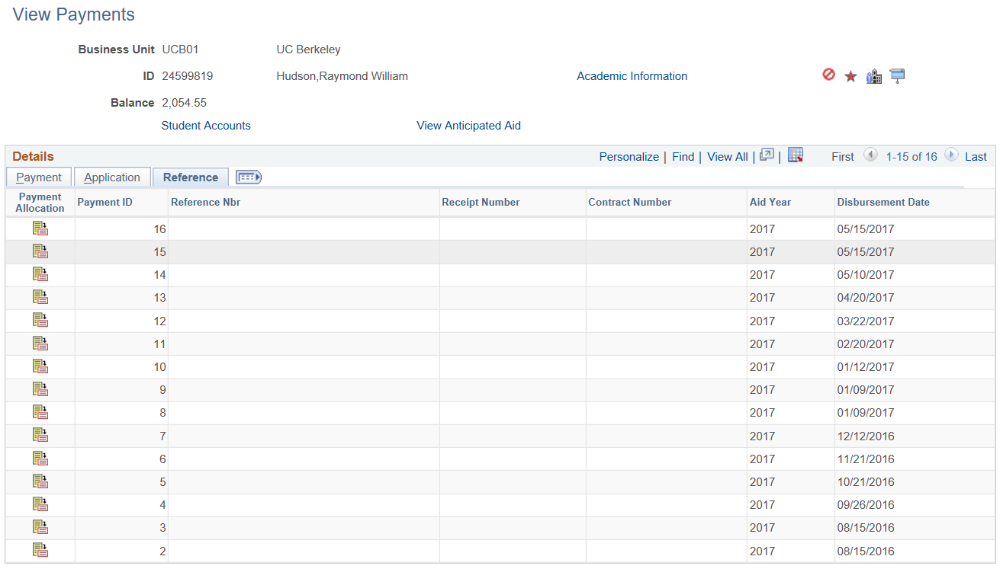 View Payments
Business Unit UCB01 UC Berkeley
ID 24599819 Hudson,Raymond William Academic Information
Balance 2,054.55
Student Accounts View Anticipated Aid
Details Personalize | Find | View All | | First 1-15 of 16 Last
Payment Application Reference
Payment Allocation Payment ID Reference Nbr Receipt Number Contract Number Aid Year Disbursement Date
16 2017 05/15/2017
15 2017 05/15/2017
14 2017 05/10/2017
13 2017 04/20/2017
12 2017 03/22/2017
11 2017 02/20/2017
10 2017 01/12/2017
9 2017 01/09/2017
8 2017 01/09/2017
7 2017 12/12/2016
6 2017 11/21/2016
5 2017 10/21/2016
4 2017 09/26/2016
3 2017 08/15/2016
2 2017 08/15/2016